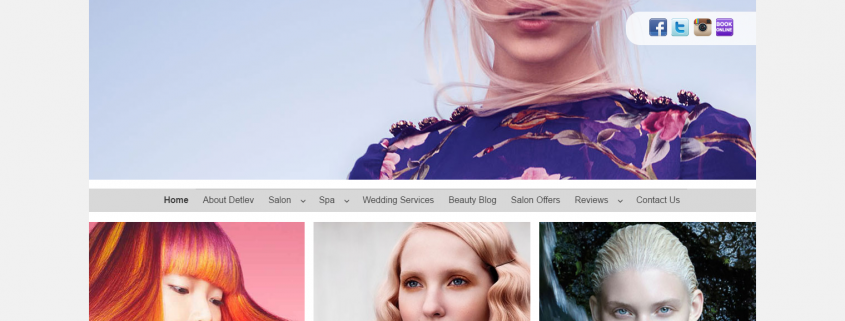 BOOK
ONLINE
Home About Detlev Salon Spa Wedding Services Beauty Blog Salon Offers Reviews Contact Us